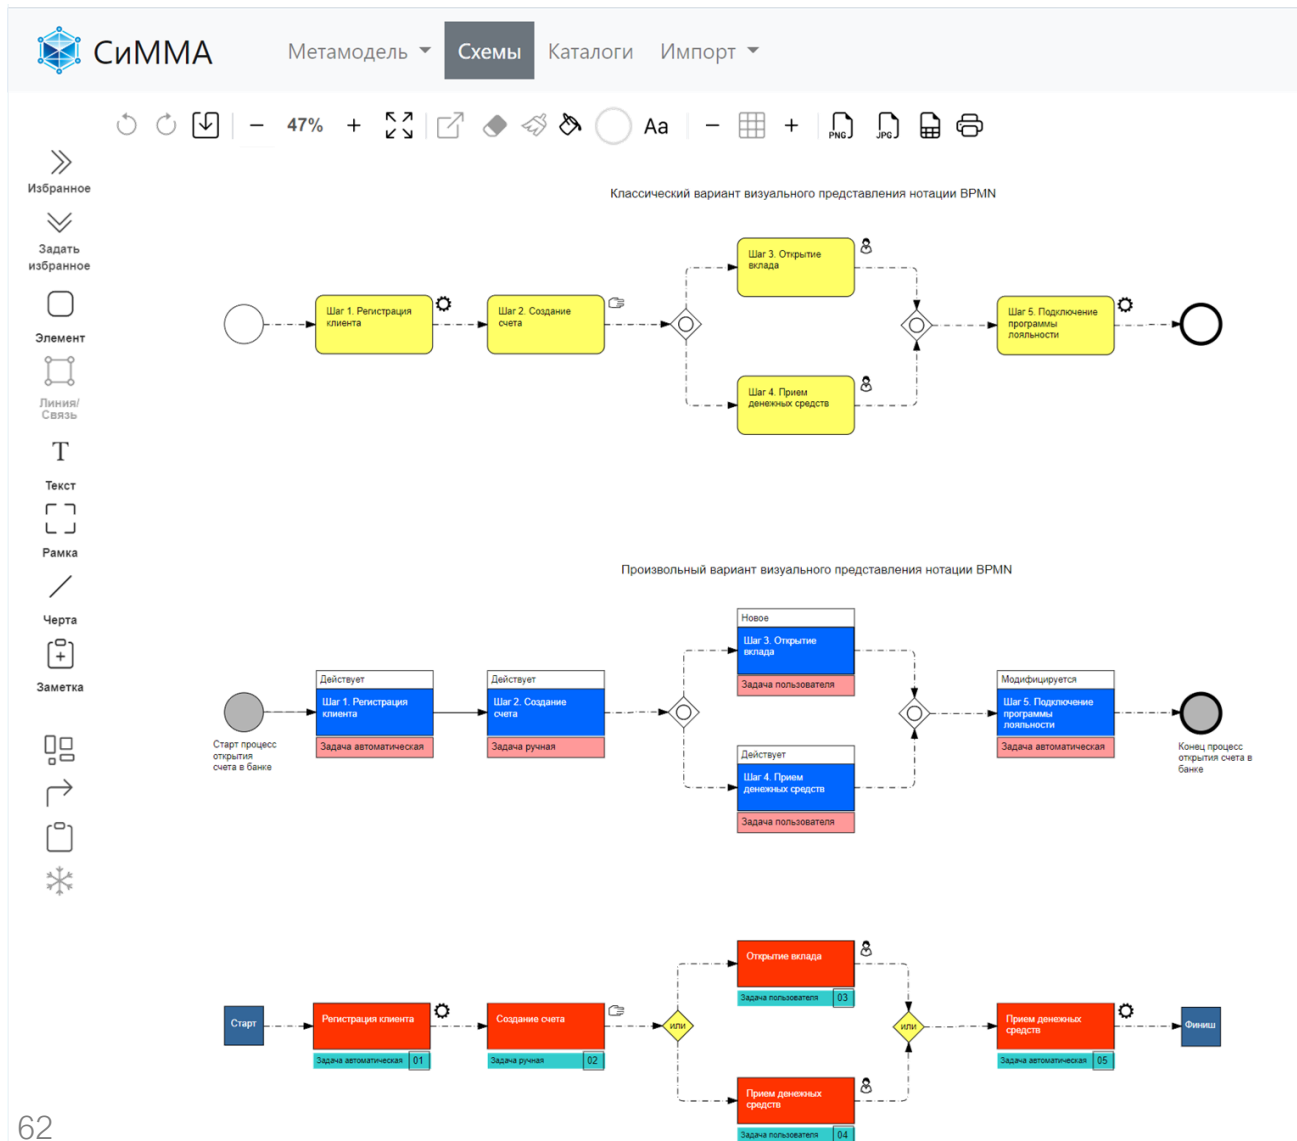 СиММА
Метамодель
Схемы
Каталоги
Импорт
47%
Aa
PNG
JPG
Избранное
Задать
избранное
Элемент
Линия/
Связь
T
Текст
Рамка
Черта
Заметка
Классический вариант визуального представления нотации BPMN
Шаг 1. Регистрация
клиента
Шаг 2. Создание
счета
Шаг 3. Открытие
вклада
Шаг 4. Прием
денежных средств
Шаг 5. Подключение
программы
лояльности
Произвольный вариант визуального представления нотации BPMN
Старт процесс
открытия
счета в банке
Действует
Шаг 1. Регистрация
клиента
Задача автоматическая
Действует
Шаг 2. Создание
счета
Задача ручная
Новое
Шаг 3. Открытие
вклада
Задача пользователя
Действует
Шаг 4. Прием
денежных средств
Задача пользователя
Модифицируется
Шаг 5. Подключение
программы
лояльности
Задача автоматическая
Конец процесс
открытия счета в
банке
Старт
Регистрация клиента
Задача автоматическая 01
Создание счета
Задача ручная 02
или
Открытие вклада
Задача пользователя 03
Прием денежных
средств
Задача пользователя 04
или
Прием денежных
средств
Задача автоматическая 05
Финиш
62